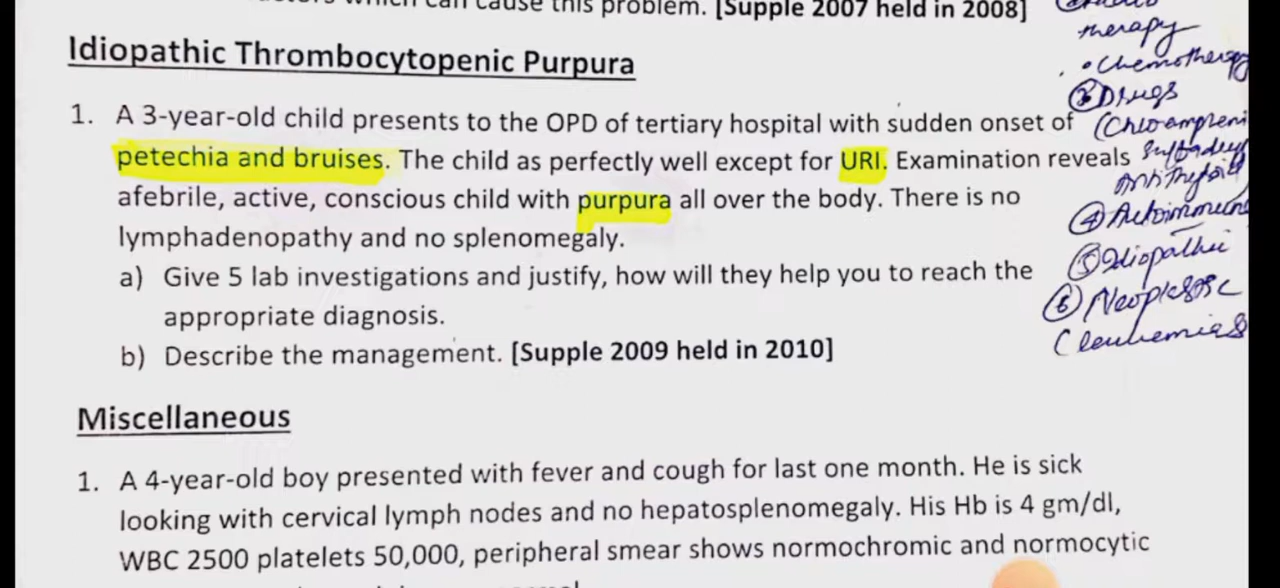 which can cause this problem. [Supple 2007 held in 2008]
Idiopathic Thrombocytopenic Purpura
1. A 3-year-old child presents to the OPD of tertiary hospital with sudden onset of
petechia and bruises. The child as perfectly well except for URI. Examination reveals
afebrile, active, conscious child with purpura all over the body. There is no
lymphadenopathy and no splenomegaly.
a) Give 5 lab investigations and justify, how will they help you to reach the
appropriate diagnosis.
b) Describe the management. [Supple 2009 held in 2010]
Miscellaneous
1. A 4-year-old boy presented with fever and cough for last one month. He is sick
looking with cervical lymph nodes and no hepatosplenomegaly. His Hb is 4 gm/dl,
WBC 2500 platelets 50,000, peripheral smear shows normochromic and normocytic
therapy
• Chemotherapy
③ Drugs
④ Autoimmune
⑤ Idiopathic
⑥
(leukemias